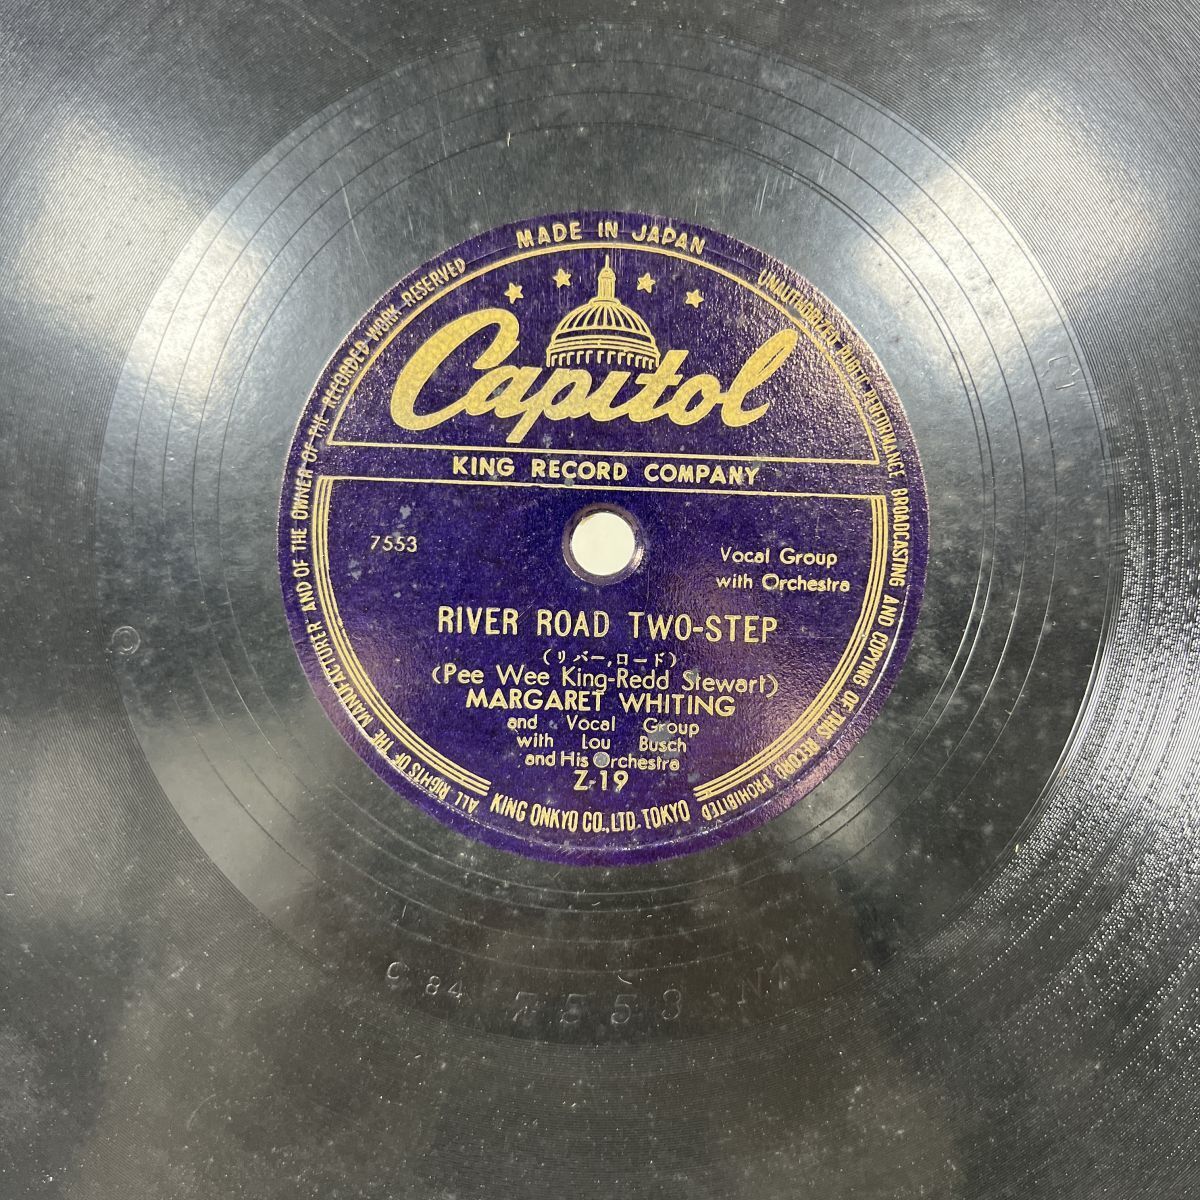 MADE IN JAPAN
UNAUTHORIZED PUBLIC PERFORMANCE BROADCASTING AND COPYING OF THIS RECORD PROHIBITED
ALL RIGHTS OF THE MANUFACTURER AND OF THE OWNER OF THE RECORDED WORK RESERVED
Capitol
KING RECORD COMPANY
7553
Vocal Group
with Orchestra
RIVER ROAD TWO-STEP
(リバー,ロード)
(Pee Wee King-Redd Stewart)
MARGARET WHITING
and Vocal Group
with Lou Busch
and His Orchestra
Z-19
KING ONKYO CO., LTD. TOKYO
C 84 7553